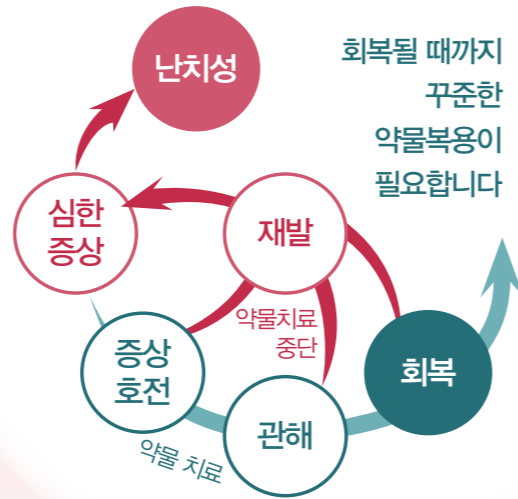 난치성
회복될 때까지
꾸준한
약물복용이
필요합니다
심한
증상
재발
약물치료
중단
증상
호전
관해
회복
약물 치료